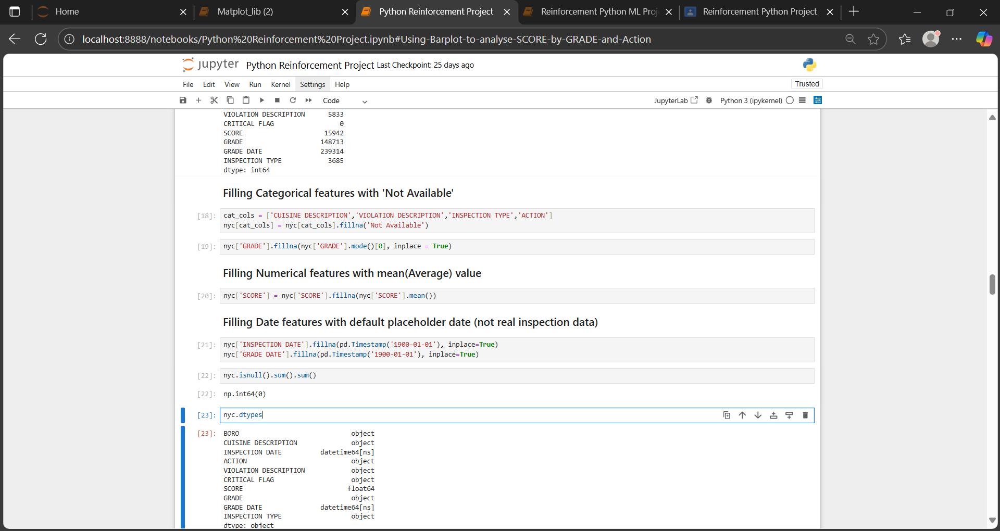 Home
Matplot_lib (2)
Python Reinforcement Project
Reinforcement Python ML Proj
Reinforcement Python Project
localhost:8888/notebooks/Python%20Reinforcement%20Project.ipynb#Using-Barplot-to-analyse-SCORE-by-GRADE-and-Action
jupyter Python Reinforcement Project Last Checkpoint: 25 days ago
File Edit View Run Kernel Settings Help
Trusted
Code
JupyterLab
Python 3 (ipykernel)
VIOLATION DESCRIPTION 5833
CRITICAL FLAG 0
SCORE 15942
GRADE 148713
GRADE DATE 239314
INSPECTION TYPE 3685
dtype: int64
Filling Categorical features with 'Not Available'
[18]: cat_cols = ['CUISINE DESCRIPTION','VIOLATION DESCRIPTION','INSPECTION TYPE','ACTION']
nyc[cat_cols] = nyc[cat_cols].fillna('Not Available')
[19]: nyc['GRADE'].fillna(nyc['GRADE'].mode()[0], inplace = True)
Filling Numerical features with mean(Average) value
[20]: nyc['SCORE'] = nyc['SCORE'].fillna(nyc['SCORE'].mean())
Filling Date features with default placeholder date (not real inspection data)
[21]: nyc['INSPECTION DATE'].fillna(pd.Timestamp('1900-01-01'), inplace=True)
nyc['GRADE DATE'].fillna(pd.Timestamp('1900-01-01'), inplace=True)
[22]: nyc.isnull().sum().sum()
[22]: np.int64(0)
[23]: nyc.dtypes
[23]: BORO object
CUISINE DESCRIPTION object
INSPECTION DATE datetime64[ns]
ACTION object
VIOLATION DESCRIPTION object
CRITICAL FLAG object
SCORE float64
GRADE object
GRADE DATE datetime64[ns]
INSPECTION TYPE object
dtype: object